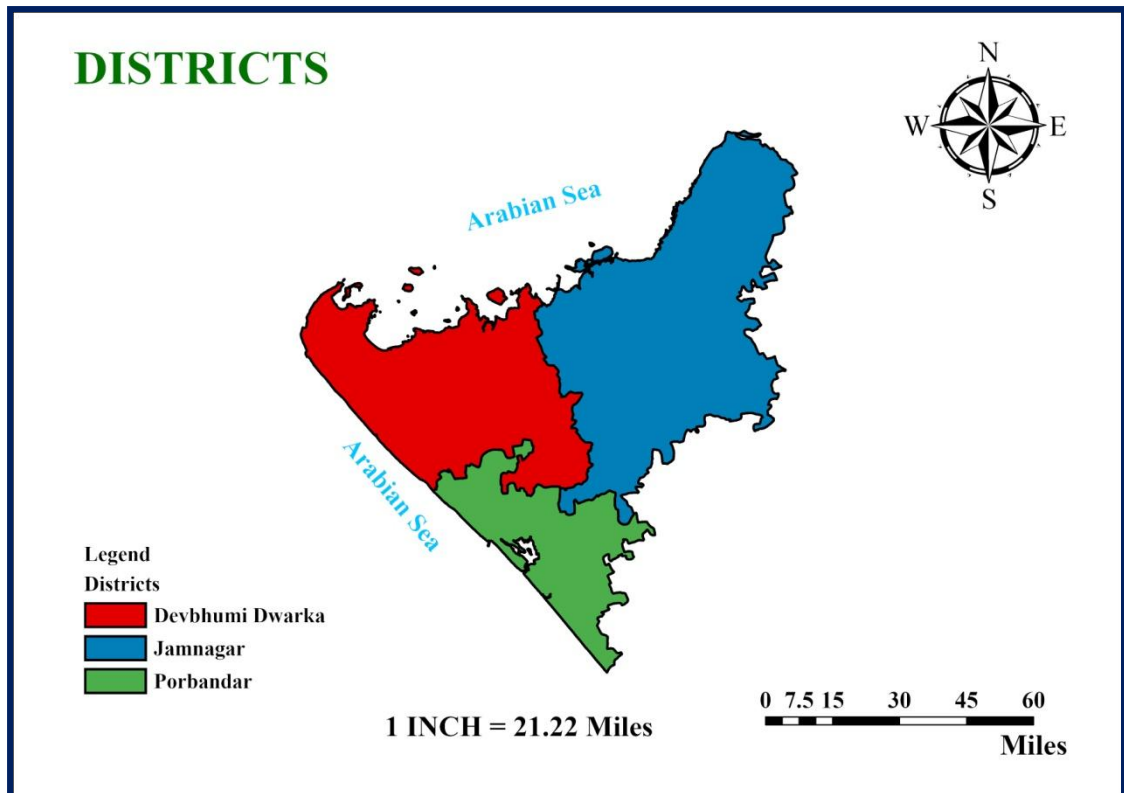 DISTRICTS
N
W E
S
Arabian Sea
Arabian Sea
Legend
Districts
Devbhumi Dwarka
Jamnagar
Porbandar
1 INCH = 21.22 Miles
0 7.5 15 30 45 60
Miles